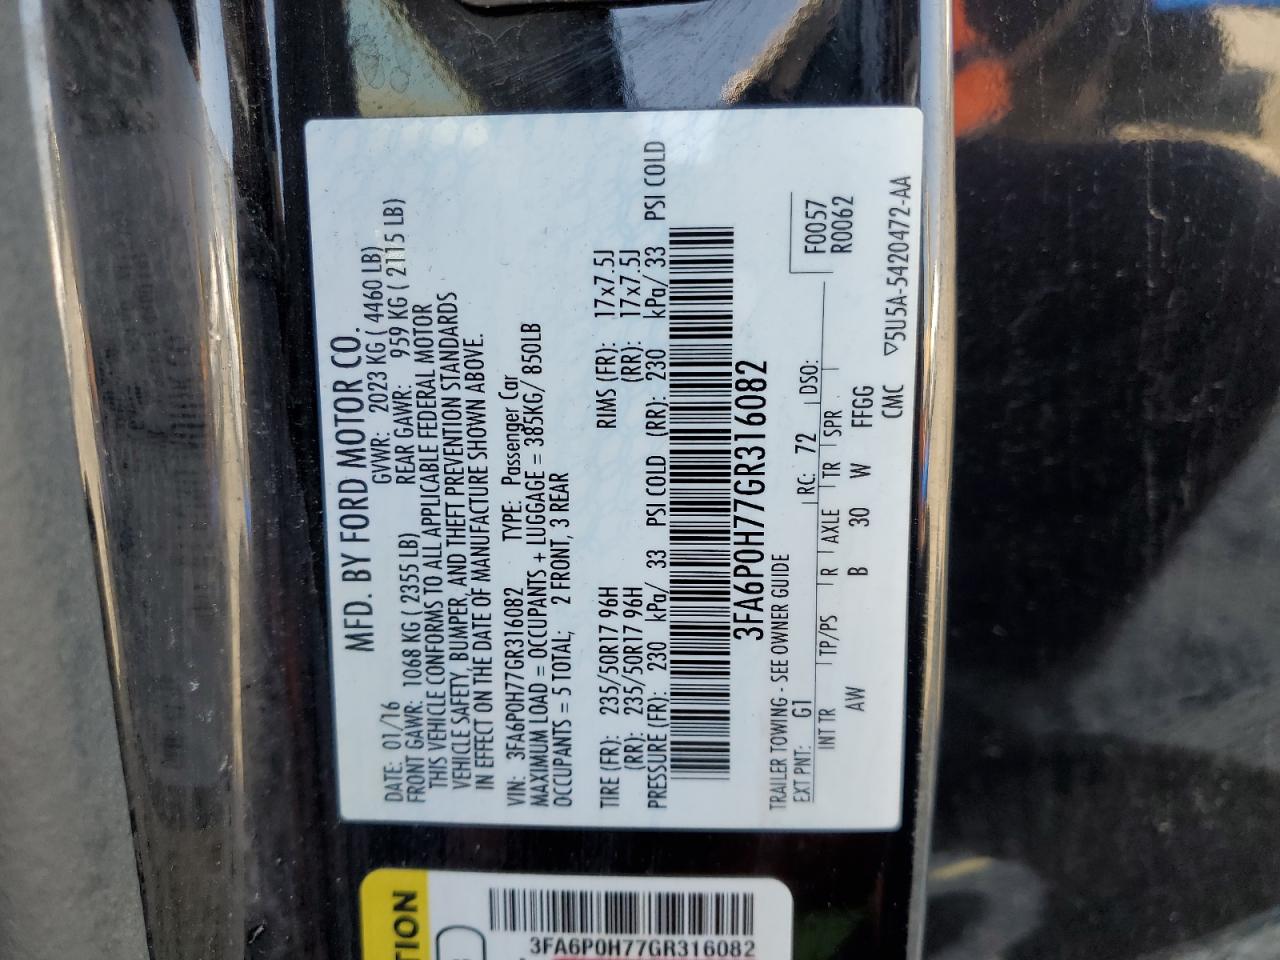 MFD. BY FORD MOTOR CO.
DATE: 01/16 GVWR: 2023 KG ( 4460 LB)
FRONT GAWR: 1068 KG ( 2355 LB) REAR GAWR: 959 KG ( 2115 LB)
THIS VEHICLE CONFORMS TO ALL APPLICABLE FEDERAL MOTOR
VEHICLE SAFETY, BUMPER, AND THEFT PREVENTION STANDARDS
IN EFFECT ON THE DATE OF MANUFACTURE SHOWN ABOVE.
VIN: 3FA6P0H77GR316082 TYPE: Passenger Car
MAXIMUM LOAD = OCCUPANTS + LUGGAGE = 385KG/ 850LB
OCCUPANTS = 5 TOTAL; 2 FRONT, 3 REAR
TIRE (FR): 235/50R17 96H RIMS (FR): 17x7.5J
(RR): 235/50R17 96H (RR): 17x7.5J
PRESSURE (FR): 230 kPa/ 33 PSI COLD (RR): 230 kPa/ 33 PSI COLD
3FA6P0H77GR316082
TRAILER TOWING - SEE OWNER GUIDE
EXT PNT: G1 RC: 72 DSO: F0057
R0062
INT TR TP/PS R AXLE TR SPR
AW B 30 W FFGG
CMC ▽5U5A-5420472-AA
TION
3FA6P0H77GR316082